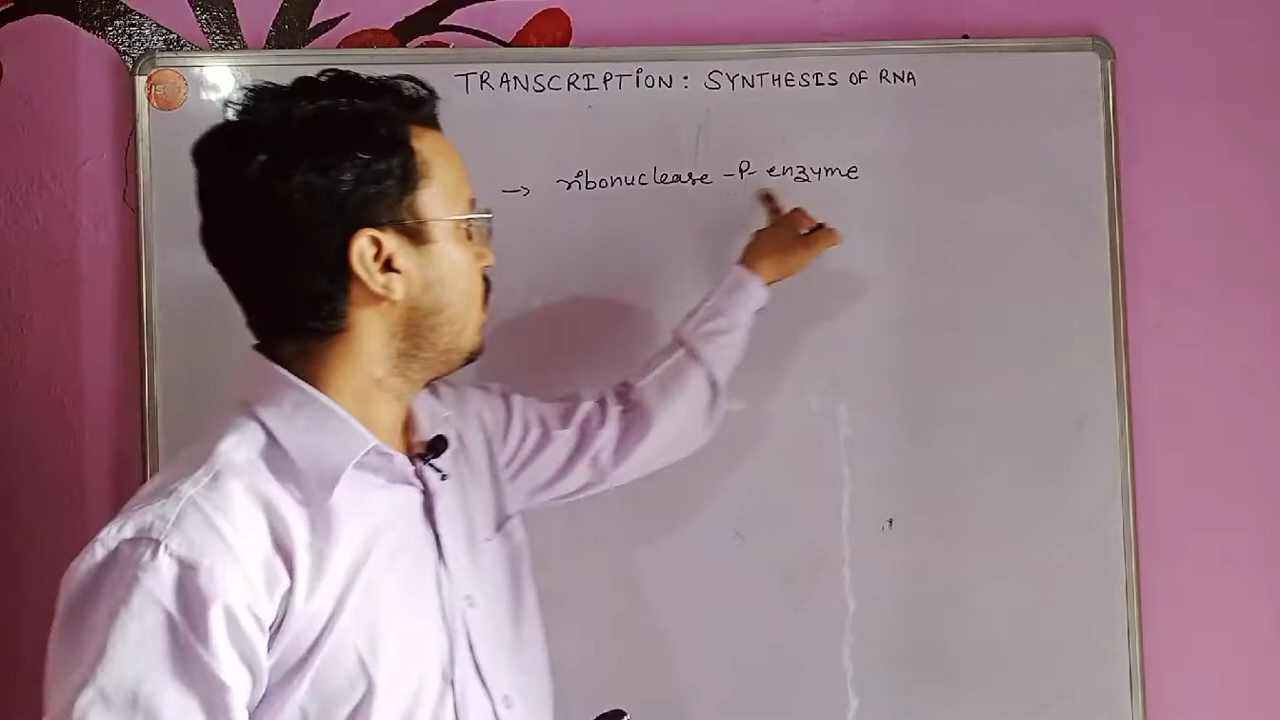 TRANSCRIPTION: SYNTHESIS OF RNA
→ ribonuclease -P- enzyme